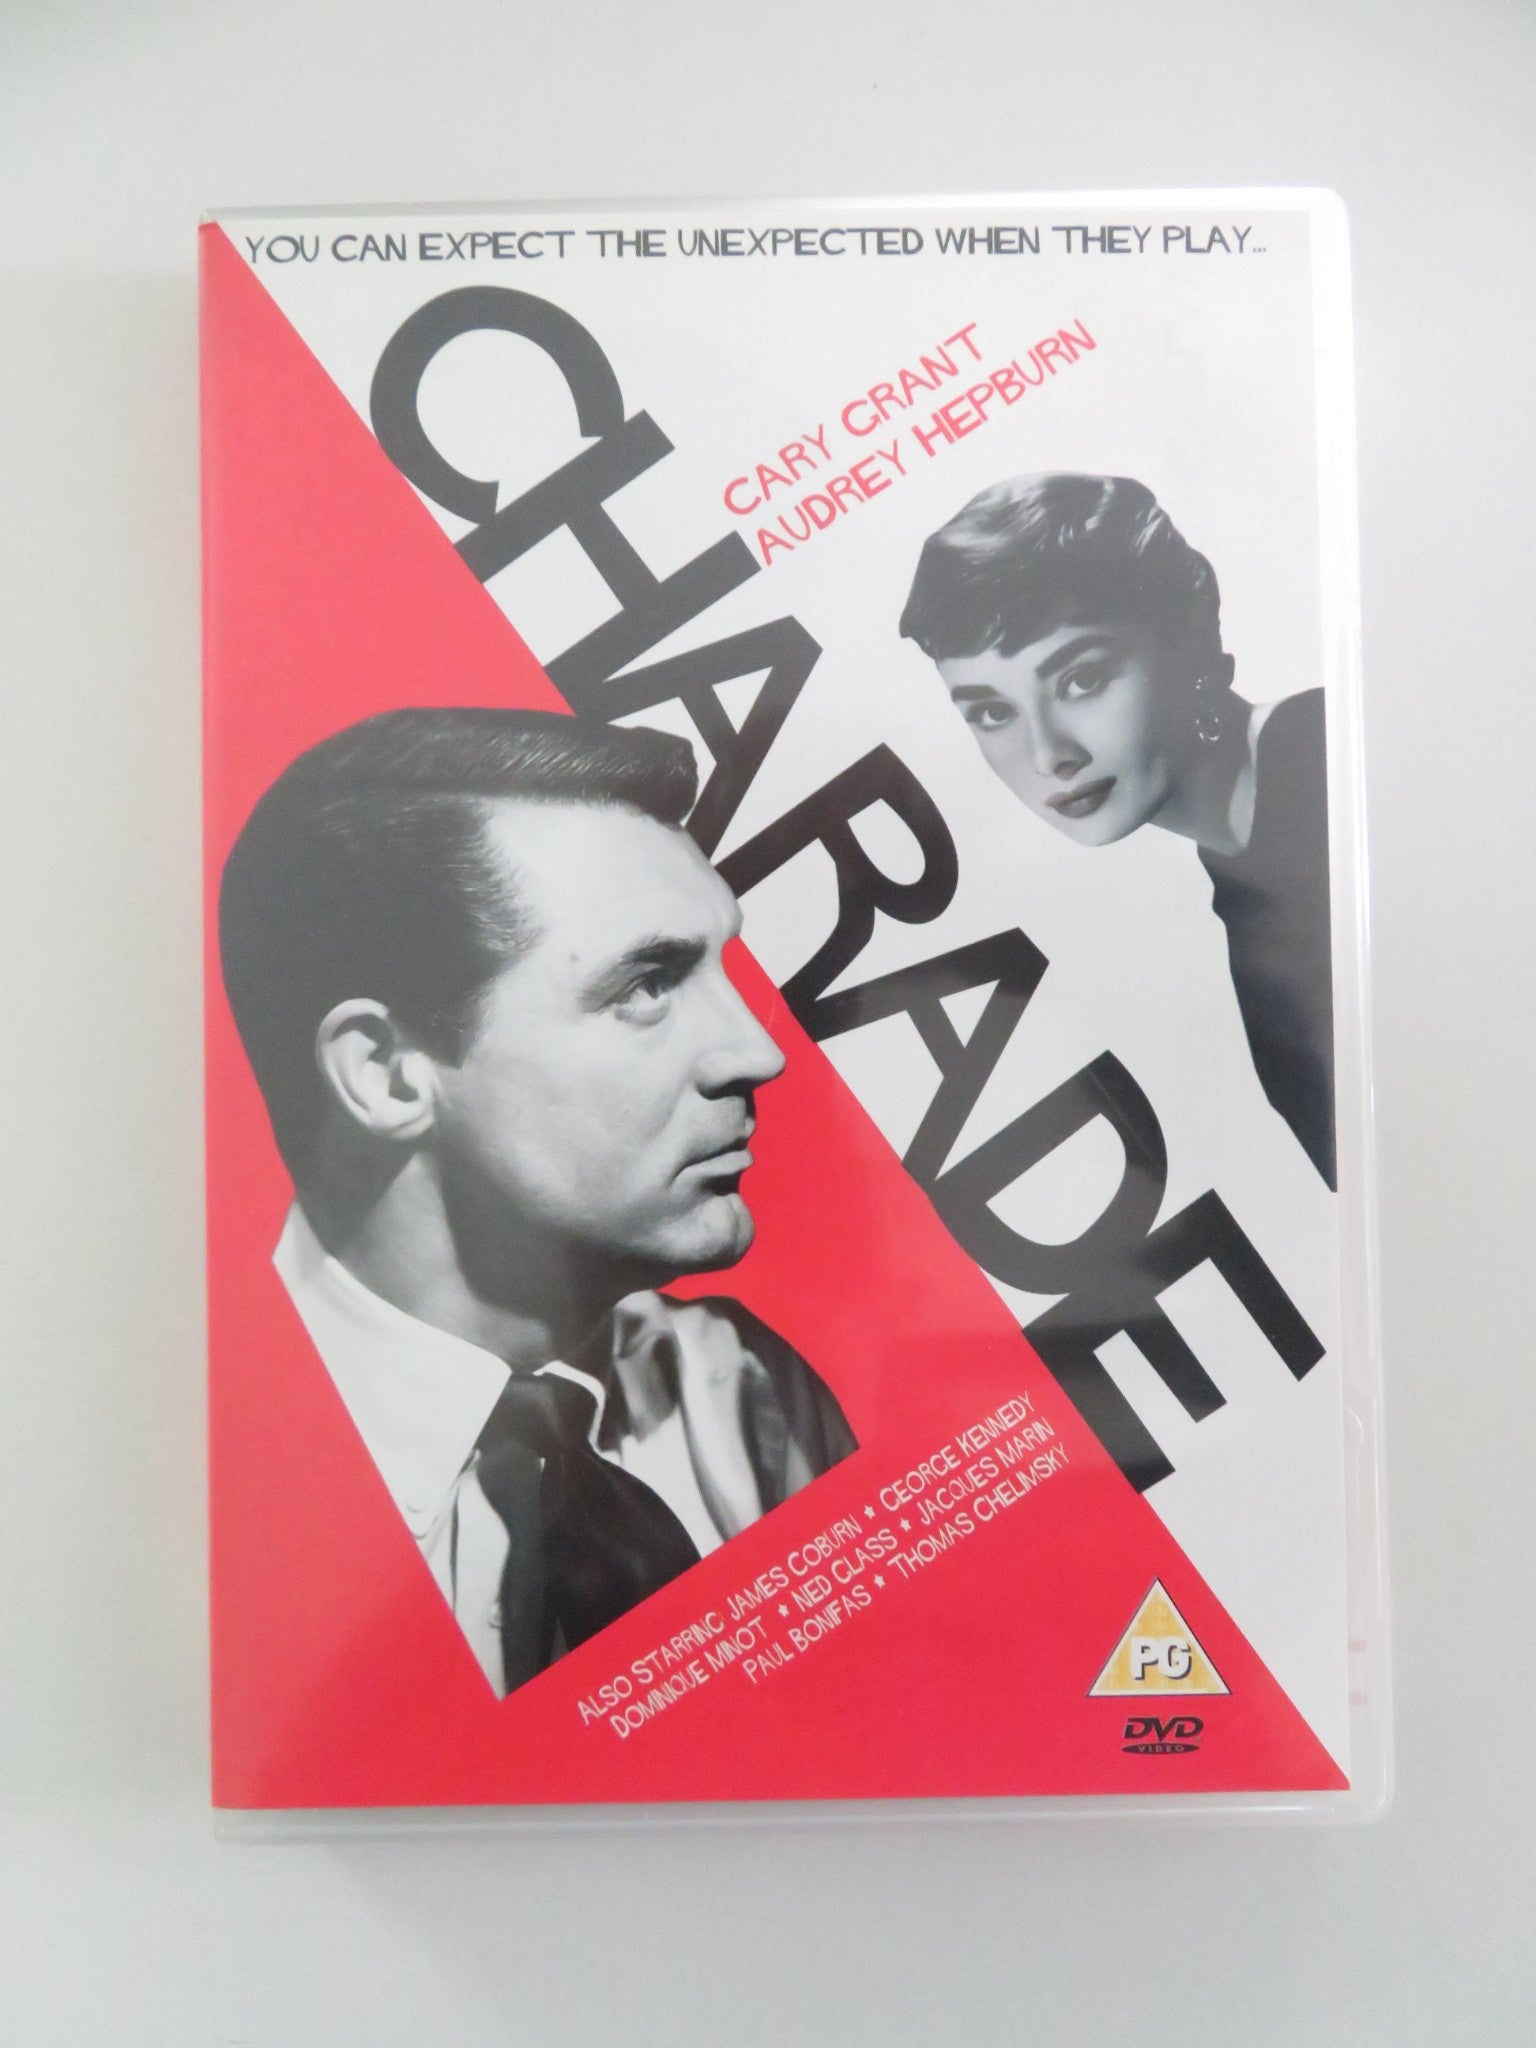 YOU CAN EXPECT THE UNEXPECTED WHEN THEY PLAY...
CHARADE
CARY GRANT
AUDREY HEPBURN
ALSO STARRING JAMES COBURN ★ GEORGE KENNEDY
DOMINIQUE MINOT ★ NED GLASS ★ JACQUES MARIN
PAUL BONIFAS ★ THOMAS CHELIMSKY
PG
DVD
VIDEO